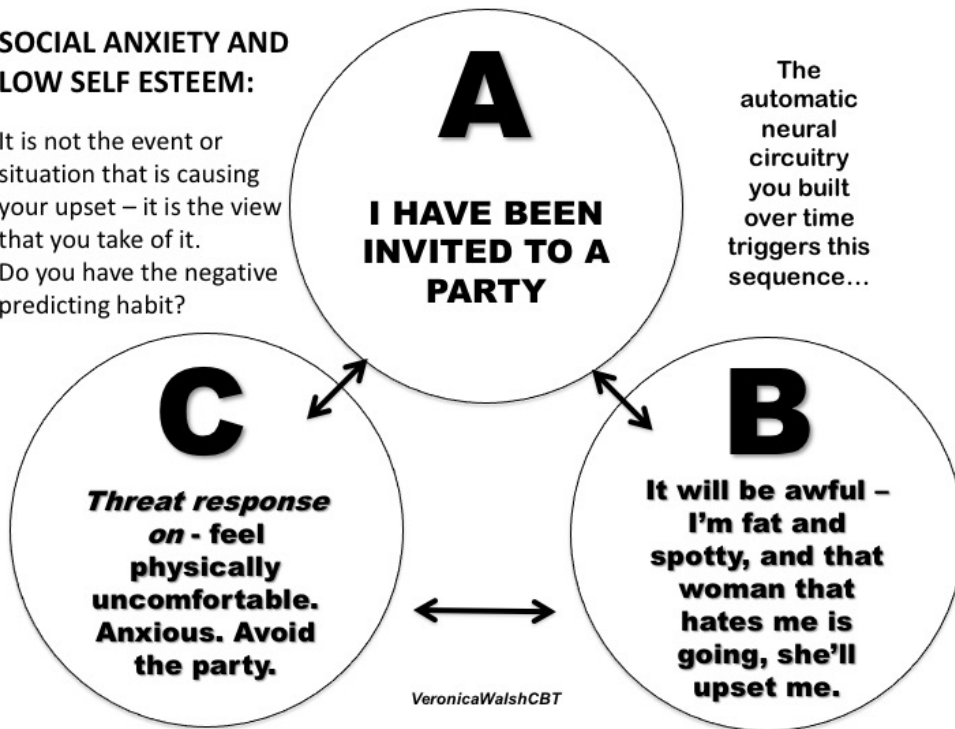 SOCIAL ANXIETY AND
LOW SELF ESTEEM:
It is not the event or
situation that is causing
your upset – it is the view
that you take of it.
Do you have the negative
predicting habit?
A
I HAVE BEEN
INVITED TO A
PARTY
The
automatic
neural
circuitry
you built
over time
triggers this
sequence…
B
It will be awful –
I'm fat and
spotty, and that
woman that
hates me is
going, she'll
upset me.
C
Threat response
on - feel
physically
uncomfortable.
Anxious. Avoid
the party.
VeronicaWalshCBT